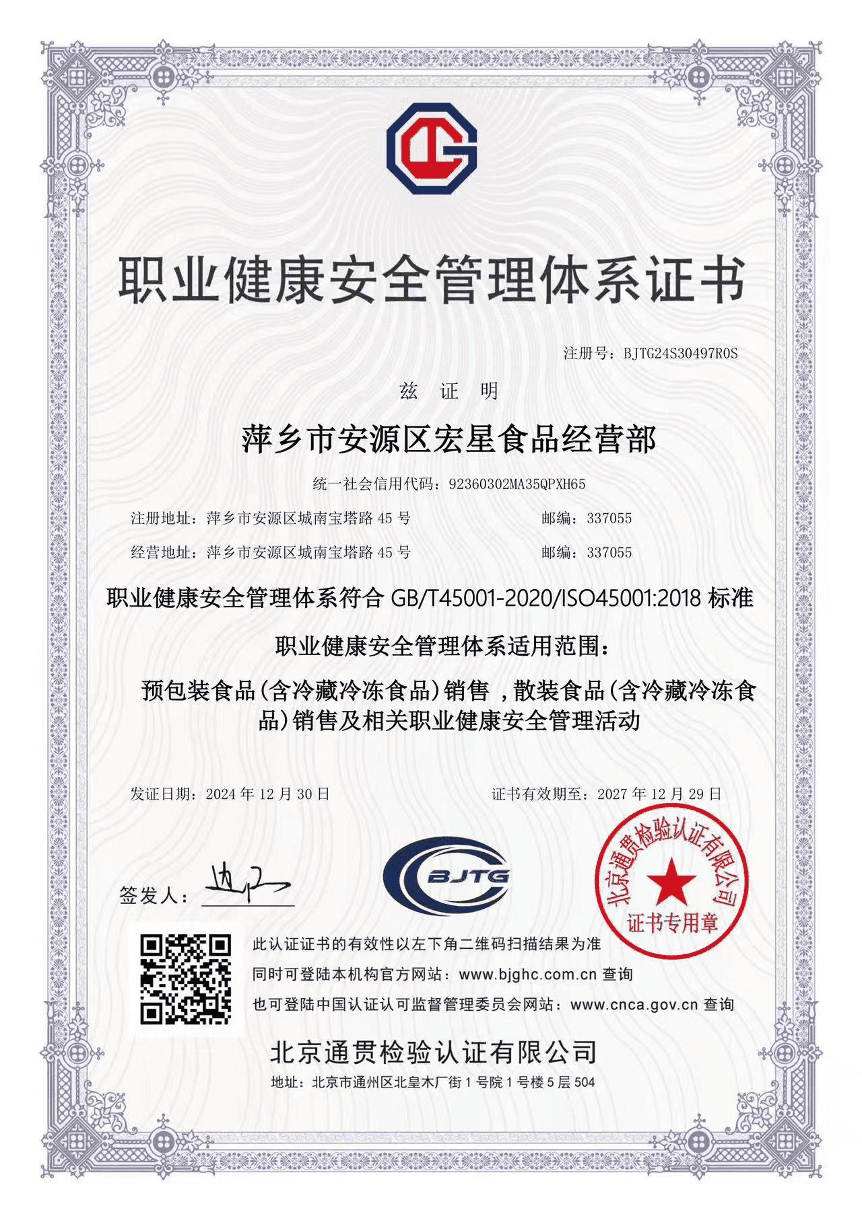 职业健康安全管理体系证书
注册号：BJTG24S30497R0S
兹 证 明
萍乡市安源区宏星食品经营部
统一社会信用代码：92360302MA35QPXH65
注册地址：萍乡市安源区城南宝塔路 45 号 邮编：337055
经营地址：萍乡市安源区城南宝塔路 45 号 邮编：337055
职业健康安全管理体系符合 GB/T45001-2020/ISO45001:2018 标准
职业健康安全管理体系适用范围：
预包装食品(含冷藏冷冻食品)销售 ,散装食品(含冷藏冷冻食
品)销售及相关职业健康安全管理活动
发证日期：2024 年 12 月 30 日 证书有效期至：2027 年 12 月 29 日
北京通贯检验认证有限公司
证书专用章
BJTG
签发人：
此认证证书的有效性以左下角二维码扫描结果为准
同时可登陆本机构官方网站：www.bjghc.com.cn 查询
也可登陆中国认证认可监督管理委员会网站：www.cnca.gov.cn 查询
北京通贯检验认证有限公司
地址：北京市通州区北皇木厂街 1 号院 1 号楼 5 层 504